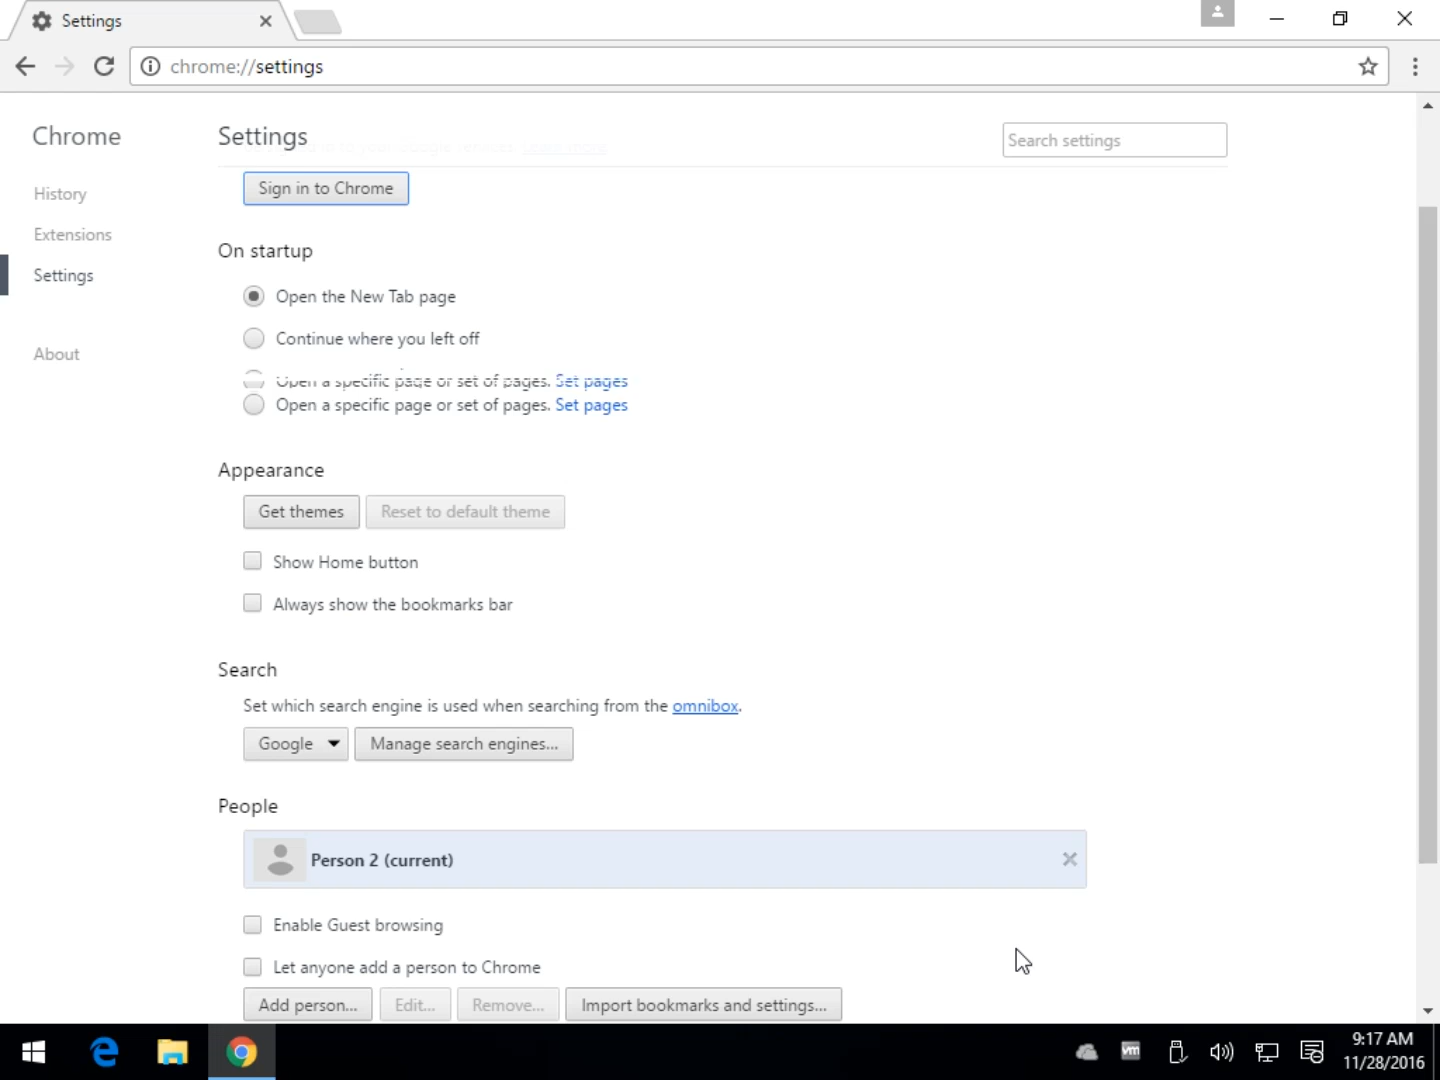 Settings
chrome://settings
Chrome
History
Extensions
Settings
About
Settings
Search settings
Sign in to Chrome
On startup
Open the New Tab page
Continue where you left off
Open a specific page or set of pages. Set pages
Open a specific page or set of pages. Set pages
Appearance
Get themes
Reset to default theme
Show Home button
Always show the bookmarks bar
Search
Set which search engine is used when searching from the omnibox.
Google
Manage search engines...
People
Person 2 (current)
Enable Guest browsing
Let anyone add a person to Chrome
Add person...
Edit...
Remove...
Import bookmarks and settings...
vm
9:17 AM
11/28/2016